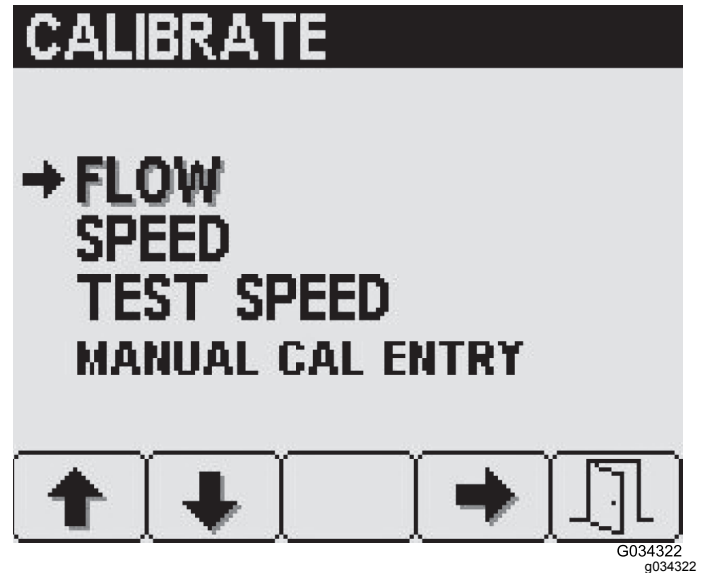 CALIBRATE
FLOW
SPEED
TEST SPEED
MANUAL CAL ENTRY
G034322
g034322